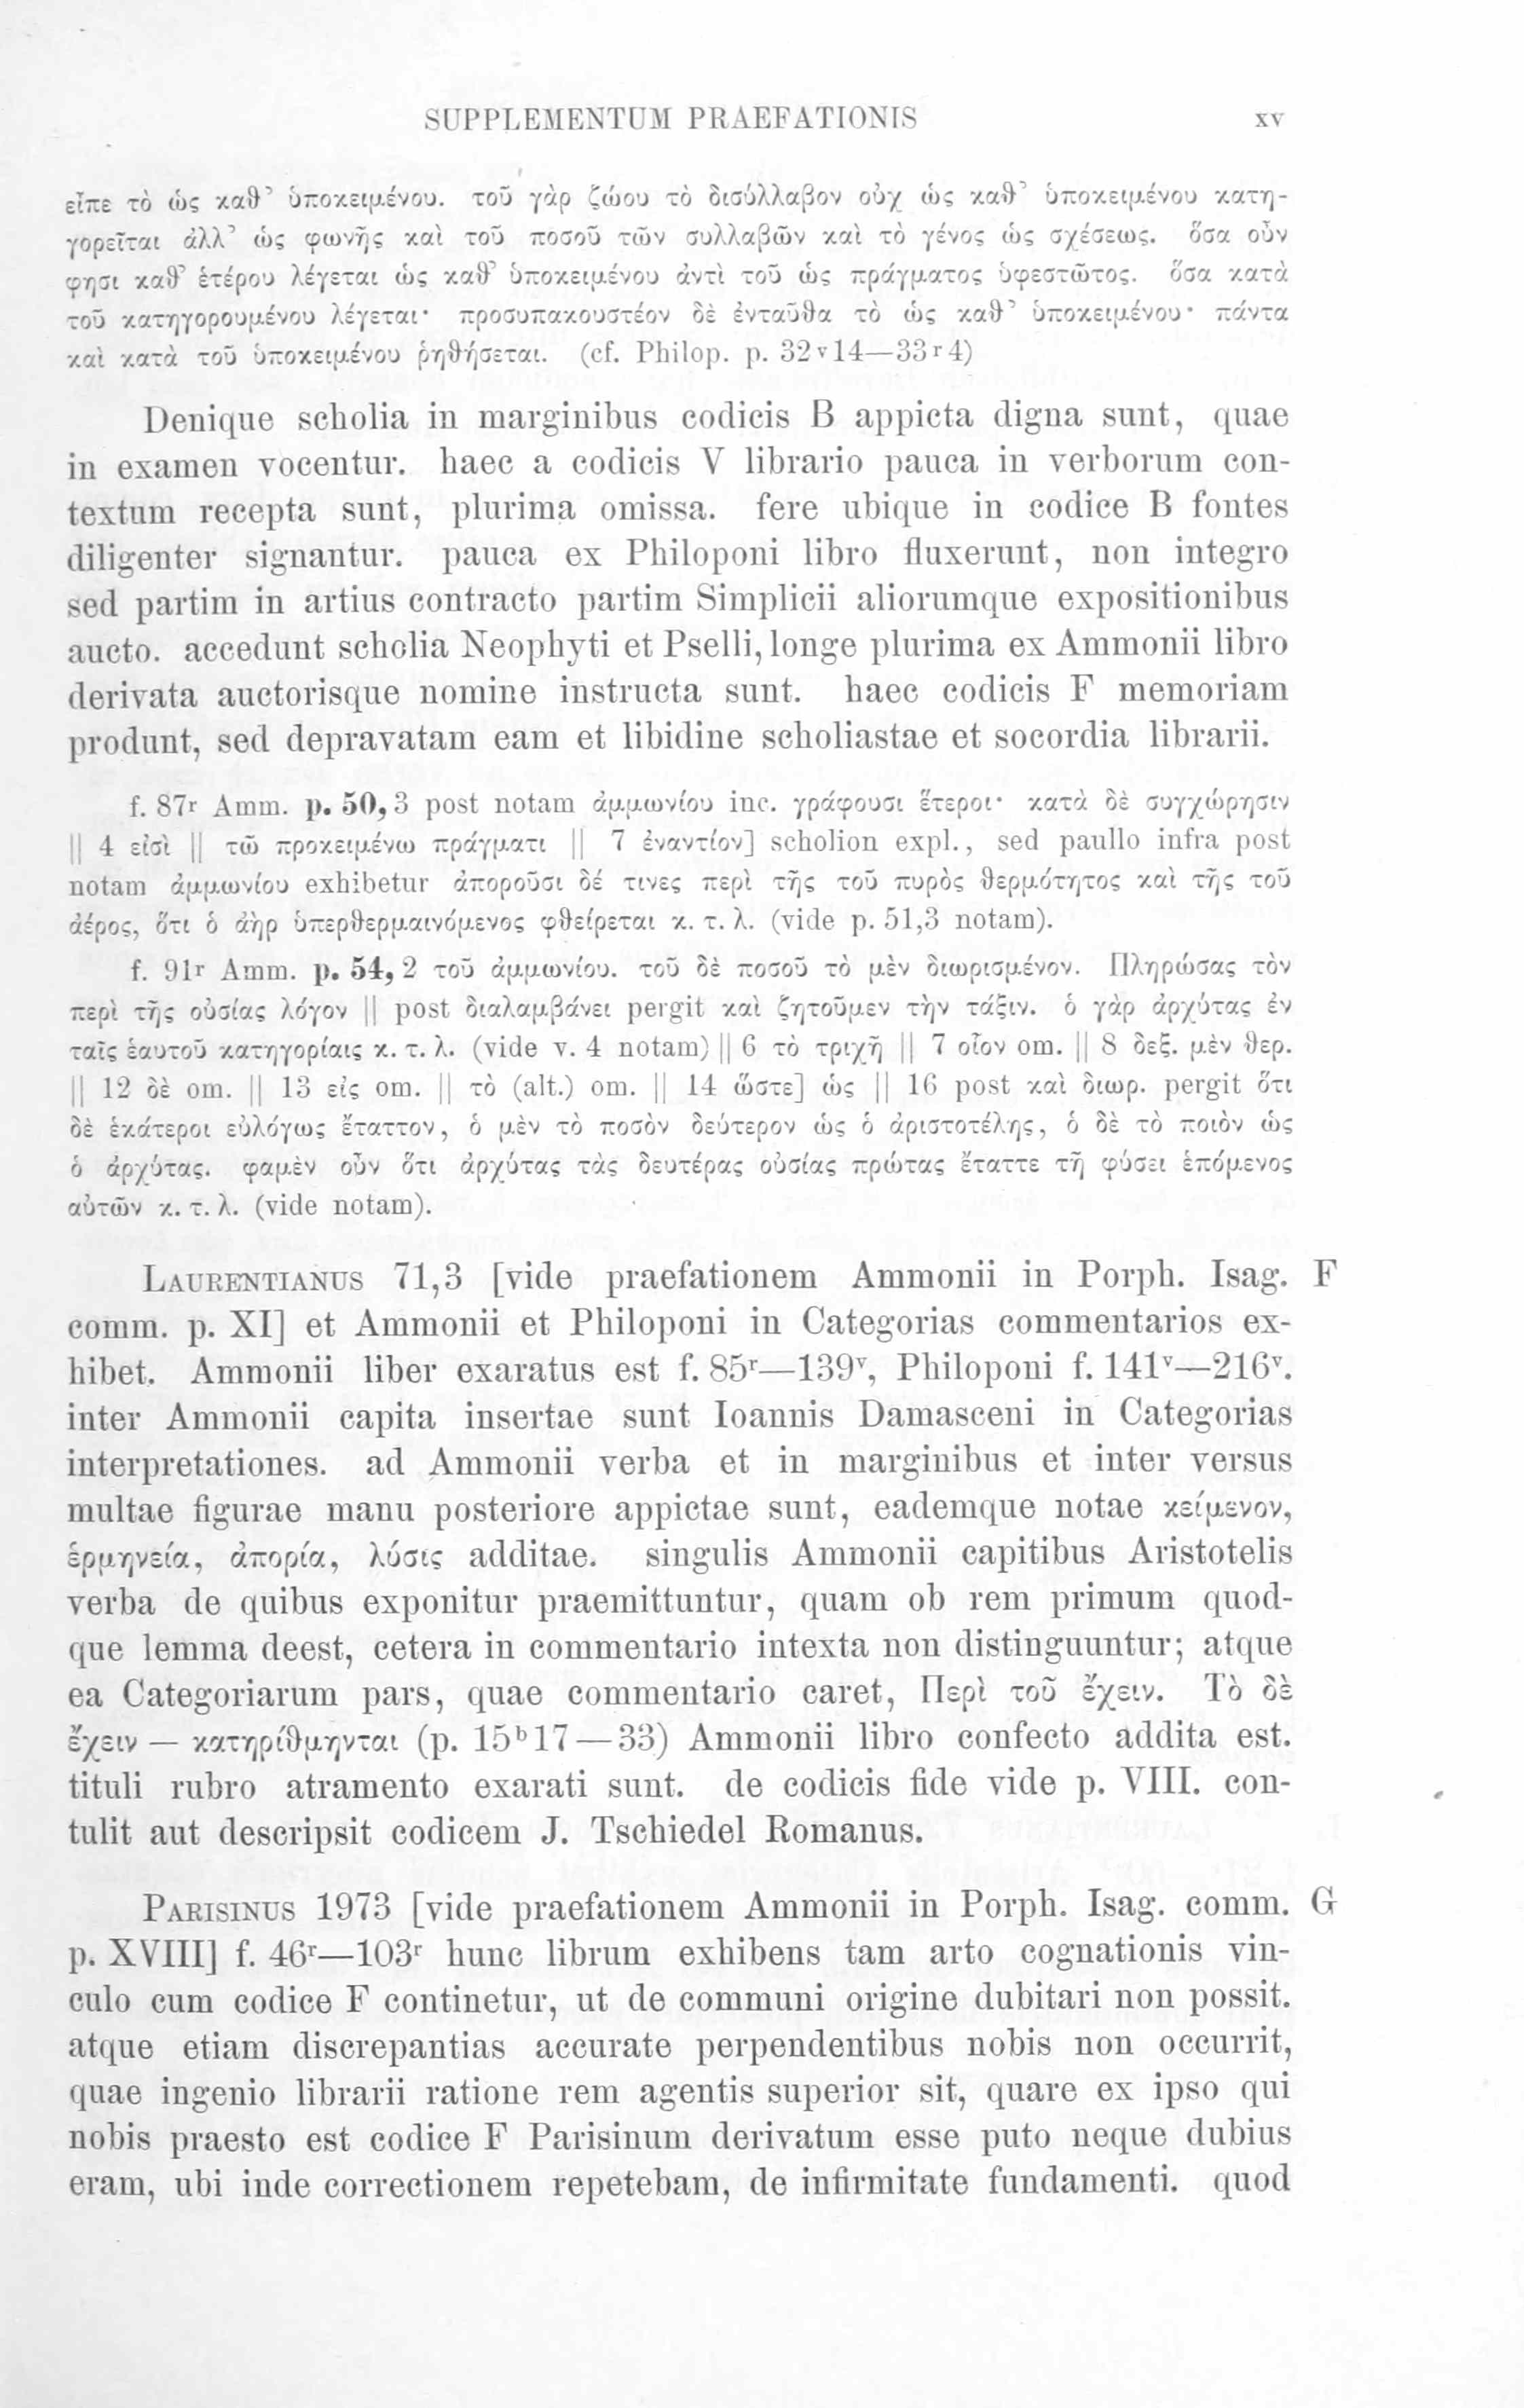 SUPPLEMENTUM PRAEFATIONIS xv
εἶπε τὸ ὡς καθ’ ὑποκειμένου. τοῦ γὰρ ζώου τὸ δισύλλαβον οὐχ ὡς καθ’ ὑποκειμένου κατη-
γορεῖται ἀλλ’ ὡς φωνῆς καὶ τοῦ ποσοῦ τῶν συλλαβῶν καὶ τὸ γένος ὡς σχέσεως. ὅσα οὖν
φησι καθ’ ἑτέρου λέγεται ὡς καθ’ ὑποκειμένου ἀντὶ τοῦ ὡς πράγματος ὑφεστῶτος. ὅσα κατὰ
τοῦ κατηγορουμένου λέγεται· προσυπακουστέον δὲ ἐνταῦθα τὸ ὡς καθ’ ὑποκειμένου· πάντα
καὶ κατὰ τοῦ ὑποκειμένου ῥηθήσεται. (cf. Philop. p. 32v14—33r4)
Denique scholia in marginibus codicis B appicta digna sunt, quae
in examen vocentur. haec a codicis V librario pauca in verborum con-
textum recepta sunt, plurima omissa. fere ubique in codice B fontes
diligenter signantur. pauca ex Philoponi libro fluxerunt, non integro
sed partim in artius contracto partim Simplicii aliorumque expositionibus
aucto. accedunt scholia Neophyti et Pselli, longe plurima ex Ammonii libro
derivata auctorisque nomine instructa sunt. haec codicis F memoriam
produnt, sed depravatam eam et libidine scholiastae et socordia librarii.
f. 87r Amm. p. 50,3 post notam ἀμμωνίου inc. γράφουσι ἕτεροι· κατὰ δὲ συγχώρησιν
|| 4 εἰσὶ || τῶ προκειμένω πράγματι || 7 ἐναντίον] scholion expl., sed paullo infra post
notam ἀμμωνίου exhibetur ἀποροῦσι δέ τινες περὶ τῆς τοῦ πυρὸς θερμότητος καὶ τῆς τοῦ
ἀέρος, ὅτι ὁ ἀὴρ ὑπερθερμαινόμενος φθείρεται κ. τ. λ. (vide p. 51,3 notam).
f. 91r Amm. p. 54,2 τοῦ ἀμμωνίου. τοῦ δὲ ποσοῦ τὸ μὲν διωρισμένον. Πληρώσας τὸν
περὶ τῆς οὐσίας λόγον || post διαλαμβάνει pergit καὶ ζητοῦμεν τὴν τάξιν. ὁ γὰρ ἀρχύτας ἐν
ταῖς ἑαυτοῦ κατηγορίαις κ. τ. λ. (vide v. 4 notam) || 6 τὸ τριχῆ || 7 οἷον om. || 8 δεξ. μὲν θερ.
|| 12 δὲ om. || 13 εἰς om. || τὸ (alt.) om. || 14 ὥστε] ὡς || 16 post καὶ διωρ. pergit ὅτι
δὲ ἑκάτεροι εὐλόγως ἔταττον, ὁ μὲν τὸ ποσὸν δεύτερον ὡς ὁ ἀριστοτέλης, ὁ δὲ τὸ ποιὸν ὡς
ὁ ἀρχύτας. φαμὲν οὖν ὅτι ἀρχύτας τὰς δευτέρας οὐσίας πρώτας ἔταττε τῆ φύσει ἑπόμενος
αὐτῶν κ. τ. λ. (vide notam).
LAURENTIANUS 71,3 [vide praefationem Ammonii in Porph. Isag. F
comm. p. XI] et Ammonii et Philoponi in Categorias commentarios ex-
hibet. Ammonii liber exaratus est f. 85r—139v, Philoponi f. 141v—216v.
inter Ammonii capita insertae sunt Ioannis Damasceni in Categorias
interpretationes. ad Ammonii verba et in marginibus et inter versus
multae figurae manu posteriore appictae sunt, eademque notae κείμενον,
ἑρμηνεία, ἀπορία, λύσις additae. singulis Ammonii capitibus Aristotelis
verba de quibus exponitur praemittuntur, quam ob rem primum quod-
que lemma deest, cetera in commentario intexta non distinguuntur; atque
ea Categoriarum pars, quae commentario caret, Περὶ τοῦ ἔχειν. Τὸ δὲ
ἔχειν — κατηρίθμηνται (p. 15b17—33) Ammonii libro confecto addita est.
tituli rubro atramento exarati sunt. de codicis fide vide p. VIII. con-
tulit aut descripsit codicem J. Tschiedel Romanus.
PARISINUS 1973 [vide praefationem Ammonii in Porph. Isag. comm. G
p. XVIII] f. 46r—103r hunc librum exhibens tam arto cognationis vin-
culo cum codice F continetur, ut de communi origine dubitari non possit.
atque etiam discrepantias accurate perpendentibus nobis non occurrit,
quae ingenio librarii ratione rem agentis superior sit, quare ex ipso qui
nobis praesto est codice F Parisinum derivatum esse puto neque dubius
eram, ubi inde correctionem repetebam, de infirmitate fundamenti. quod